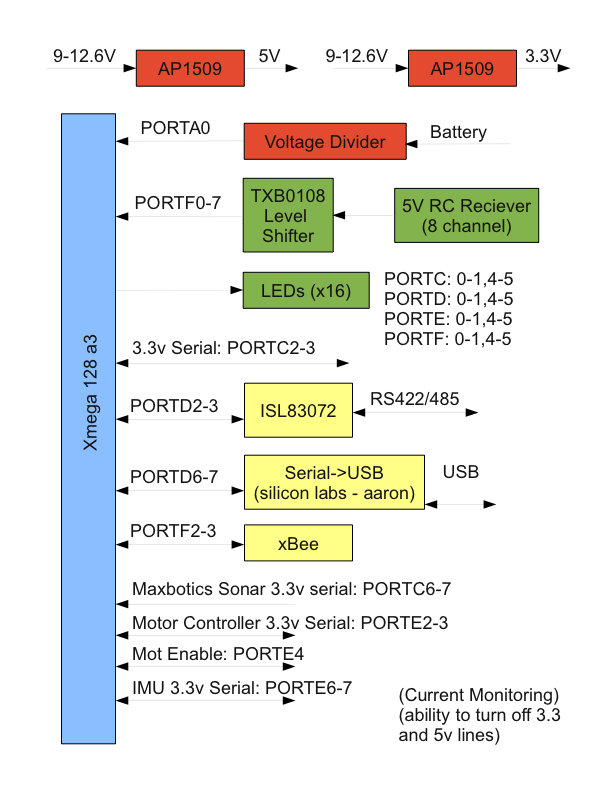 9-12.6V
AP1509
5V
9-12.6V
AP1509
3.3V
PORTA0
Voltage Divider
Battery
PORTF0-7
TXB0108
Level
Shifter
5V RC Reciever
(8 channel)
LEDs (x16)
PORTC: 0-1,4-5
PORTD: 0-1,4-5
PORTE: 0-1,4-5
PORTF: 0-1,4-5
Xmega 128 a3
3.3v Serial: PORTC2-3
PORTD2-3
ISL83072
RS422/485
PORTD6-7
Serial->USB
(silicon labs - aaron)
USB
PORTF2-3
xBee
Maxbotics Sonar 3.3v serial: PORTC6-7
Motor Controller 3.3v Serial: PORTE2-3
Mot Enable: PORTE4
IMU 3.3v Serial: PORTE6-7
(Current Monitoring)
(ability to turn off 3.3
and 5v lines)